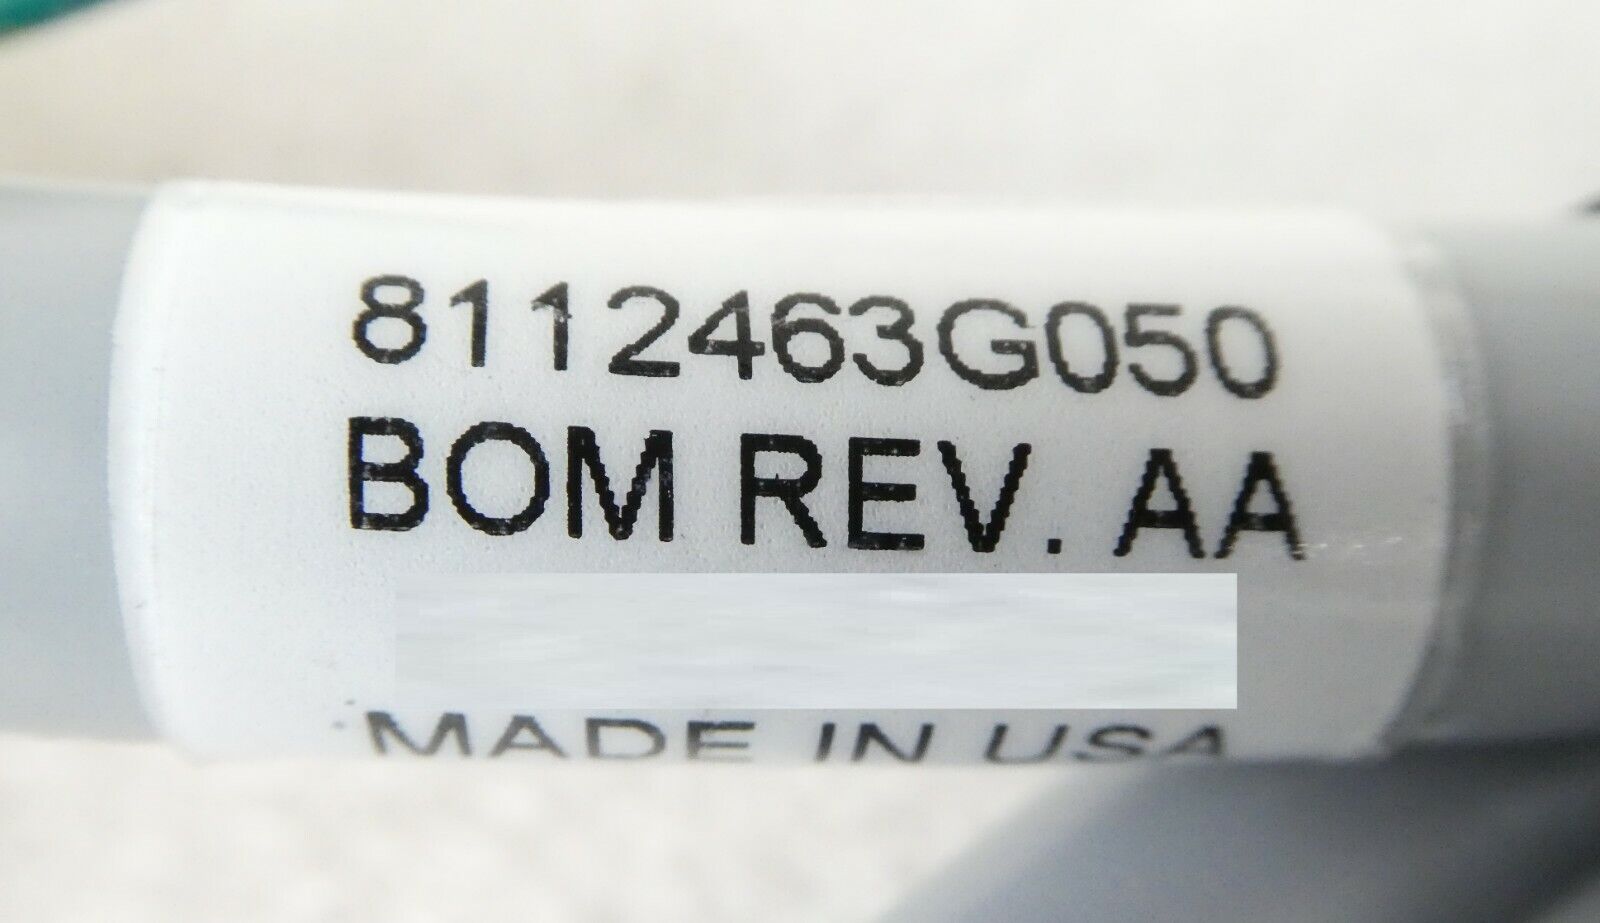 8112463G050
BOM REV. AA
MADE IN USA